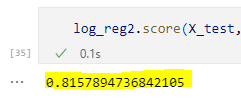 log_reg2.score(X_test,
[35]
0.1s
... 0.8157894736842105